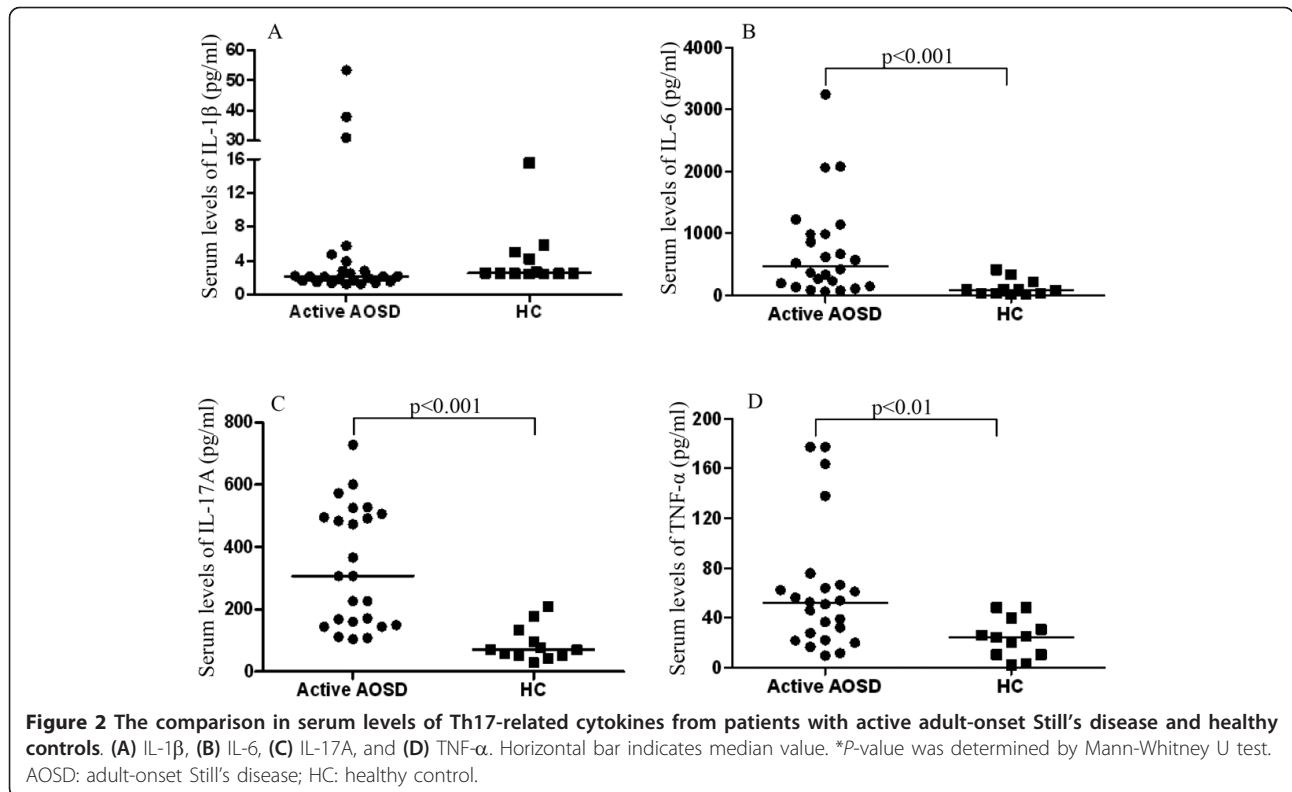 A
Serum levels of IL-1β (pg/ml)
60
50
40
30
16
12
8
4
0
Active AOSD HC
B
Serum levels of IL-6 (pg/ml)
4000
3000
2000
1000
0
p<0.001
Active AOSD HC
C
Serum levels of IL-17A (pg/ml)
800
600
400
200
0
p<0.001
Active AOSD HC
D
Serum levels of TNF-α (pg/ml)
200
160
120
80
40
0
p<0.01
Active AOSD HC
Figure 2 The comparison in serum levels of Th17-related cytokines from patients with active adult-onset Still's disease and healthy
controls. (A) IL-1β, (B) IL-6, (C) IL-17A, and (D) TNF-α. Horizontal bar indicates median value. *P-value was determined by Mann-Whitney U test.
AOSD: adult-onset Still's disease; HC: healthy control.